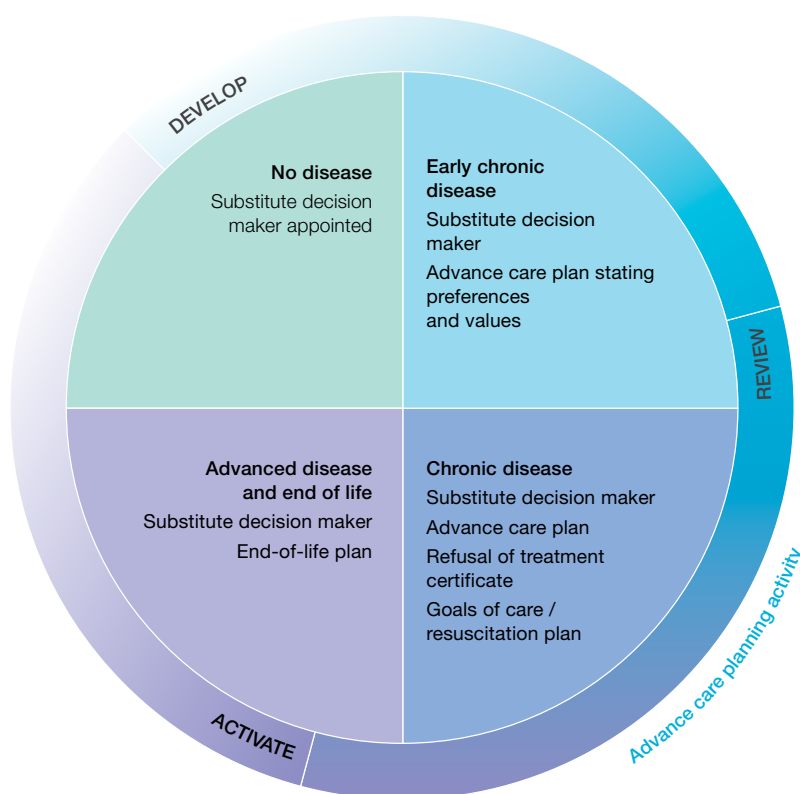 DEVELOP
No disease
Substitute decision
maker appointed
Early chronic
disease
Substitute decision
maker
Advance care plan stating
preferences
and values
REVIEW
Advanced disease
and end of life
Substitute decision maker
End-of-life plan
Chronic disease
Substitute decision maker
Advance care plan
Refusal of treatment
certificate
Goals of care /
resuscitation plan
ACTIVATE
Advance care planning activity